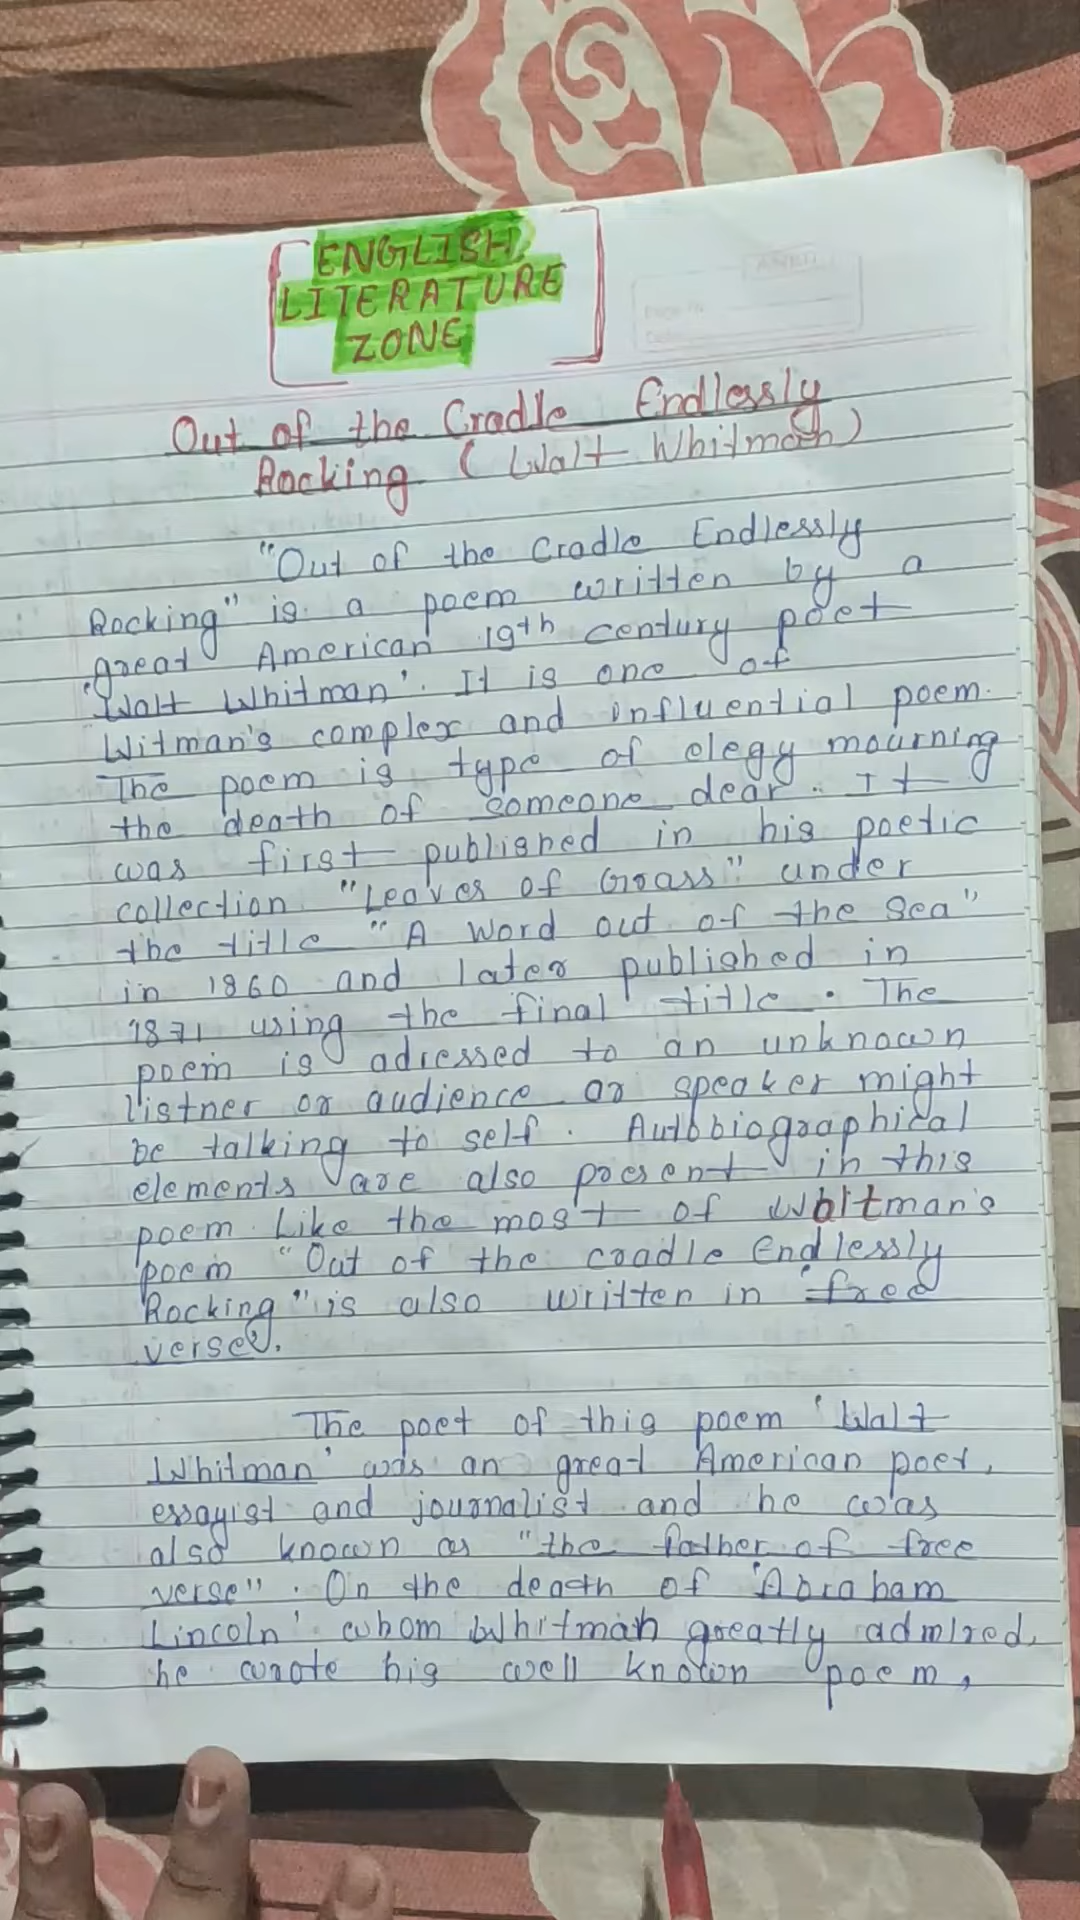 ENGLISH
LITERATURE
ZONE
Out of the Cradle Endlessly
Rocking (Walt Whitman)
"Out of the Cradle Endlessly
Rocking" is a poem written by a
great American 19th century poet
'Walt Whitman'. It is one of
Witman's complex and influential poem.
The poem is type of elegy mourning
the death of someone dear. It
was first published in his poetic
collection "Leaves of Grass" under
the title "A Word out of the Sea"
in 1860 and later published in
1871 using the final title. The
poem is adressed to an unknown
listner or audience or speaker might
be talking to self. Autobiographical
elements are also present in this
poem. Like the most of Whitman's
poem "Out of the cradle Endlessly
Rocking" is also written in 'free
verse'.
The poet of this poem 'Walt
Whitman' was an great American poet,
essayist and journalist and he was
also known as "the father of free
verse". On the death of 'Abraham
Lincoln' whom Whitman greatly admired,
he wrote his well known poem,